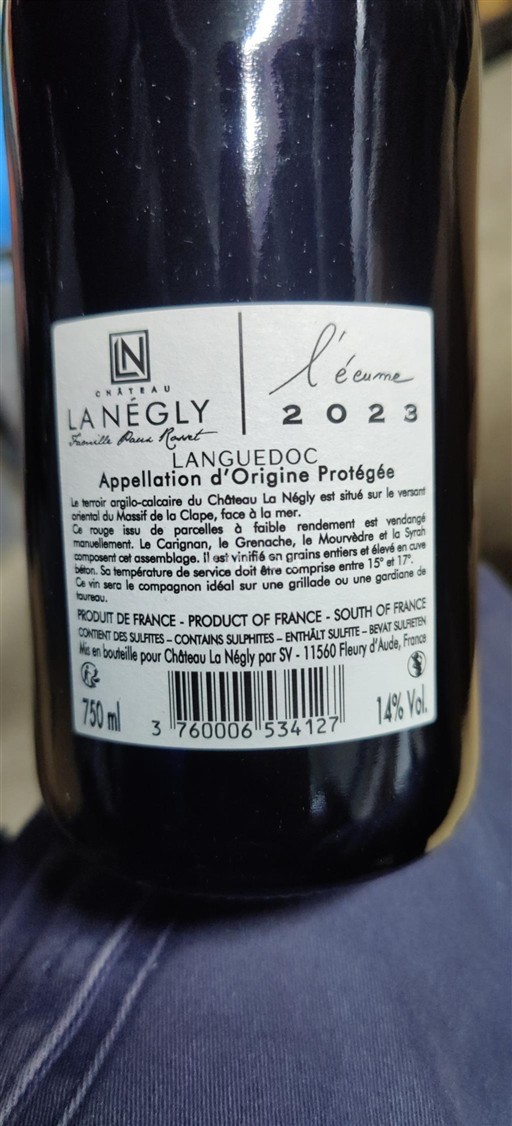 LN
CHÂTEAU
LA NÉGLY
Famille Paux Rosset
l'écume
2023
LANGUEDOC
Appellation d'Origine Protégée
Le terroir argilo-calcaire du Château La Négly est situé sur le versant
oriental du Massif de la Clape, face à la mer.
Ce rouge issu de parcelles à faible rendement est vendangé
manuellement. Le Carignan, le Grenache, le Mourvèdre et la Syrah
composent cet assemblage. Il est vinifié en grains entiers et élevé en cuve
béton. Sa température de service doit être comprise entre 15° et 17°.
Ce vin sera le compagnon idéal sur une grillade ou une gardiane de
taureau.
PRODUIT DE FRANCE - PRODUCT OF FRANCE - SOUTH OF FRANCE
CONTIENT DES SULFITES – CONTAINS SULPHITES – ENTHÄLT SULFITE – BEVAT SULFIETEN
Mis en bouteille pour Château La Négly par SV - 11560 Fleury d'Aude, France
750 ml
3 760006 534127
14% Vol.